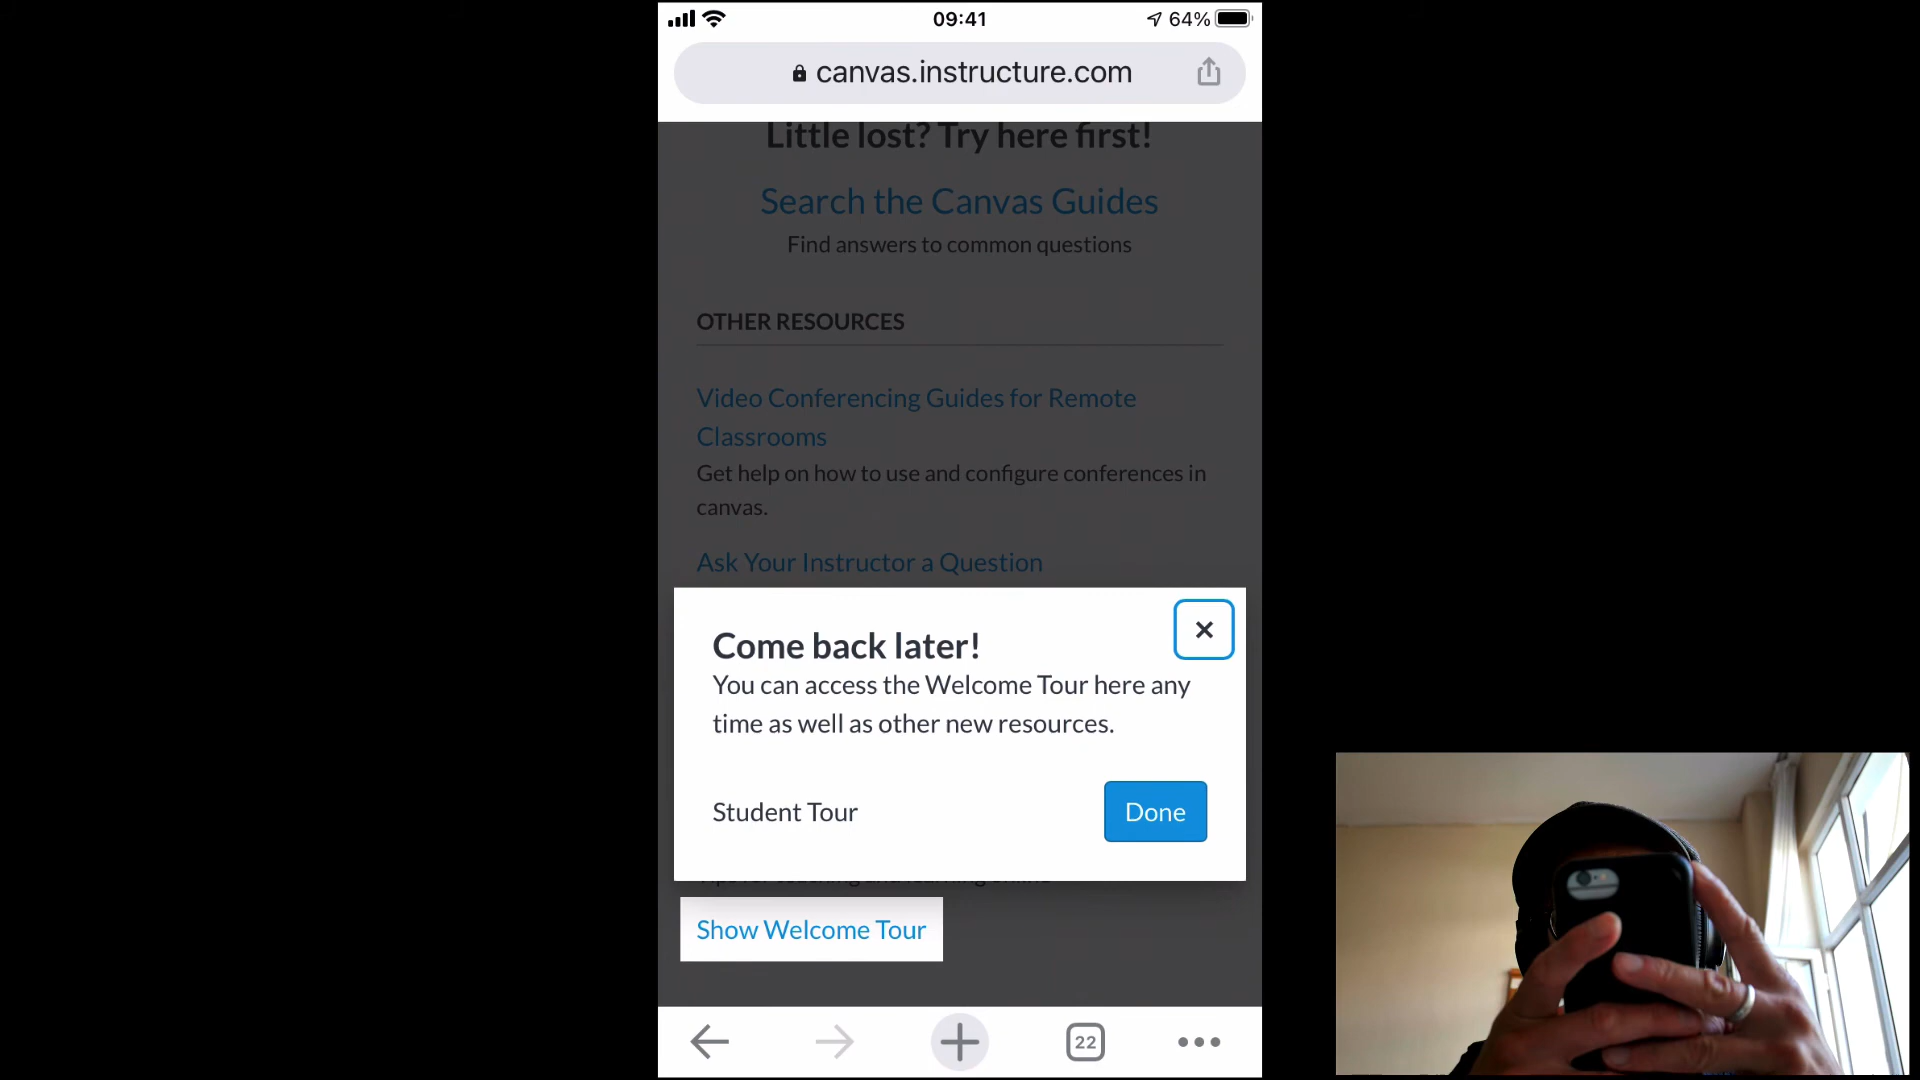 09:41
64%
canvas.instructure.com
Little lost? Try here first!
Search the Canvas Guides
Find answers to common questions
OTHER RESOURCES
Video Conferencing Guides for Remote
Classrooms
Get help on how to use and configure conferences in
canvas.
Ask Your Instructor a Question
Come back later!
You can access the Welcome Tour here any
time as well as other new resources.
Student Tour
Done
Show Welcome Tour
22